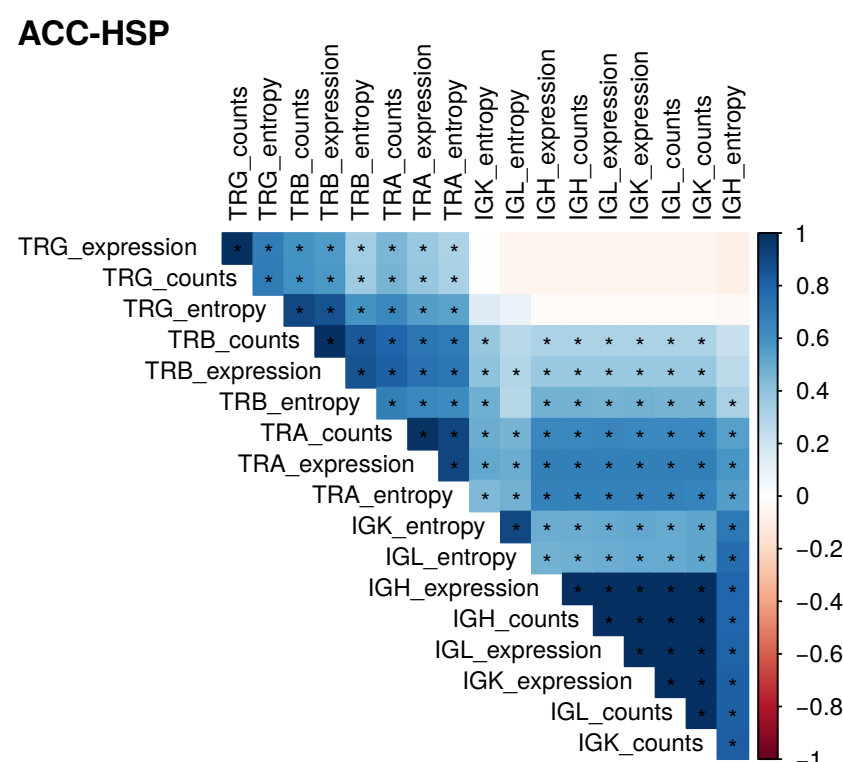 ACC-HSP
TRG_counts
TRG_entropy
TRB_counts
TRB_expression
TRB_entropy
TRA_counts
TRA_expression
TRA_entropy
IGK_entropy
IGL_entropy
IGH_expression
IGH_counts
IGL_expression
IGK_expression
IGL_counts
IGK_counts
IGH_entropy
TRG_expression * * * * * * * *
TRG_counts * * * * * * *
TRG_entropy * * * * * *
TRB_counts * * * * * * * * * * * *
TRB_expression * * * * * * * * * * * *
TRB_entropy * * * * * * * * * * *
TRA_counts * * * * * * * * * * *
TRA_expression * * * * * * * * * *
TRA_entropy * * * * * * * * *
IGK_entropy * * * * * * * *
IGL_entropy * * * * * * *
IGH_expression * * * * * *
IGH_counts * * * * *
IGL_expression * * * *
IGK_expression * * *
IGL_counts * *
IGK_counts *
1
0.8
0.6
0.4
0.2
0
−0.2
−0.4
−0.6
−0.8
−1